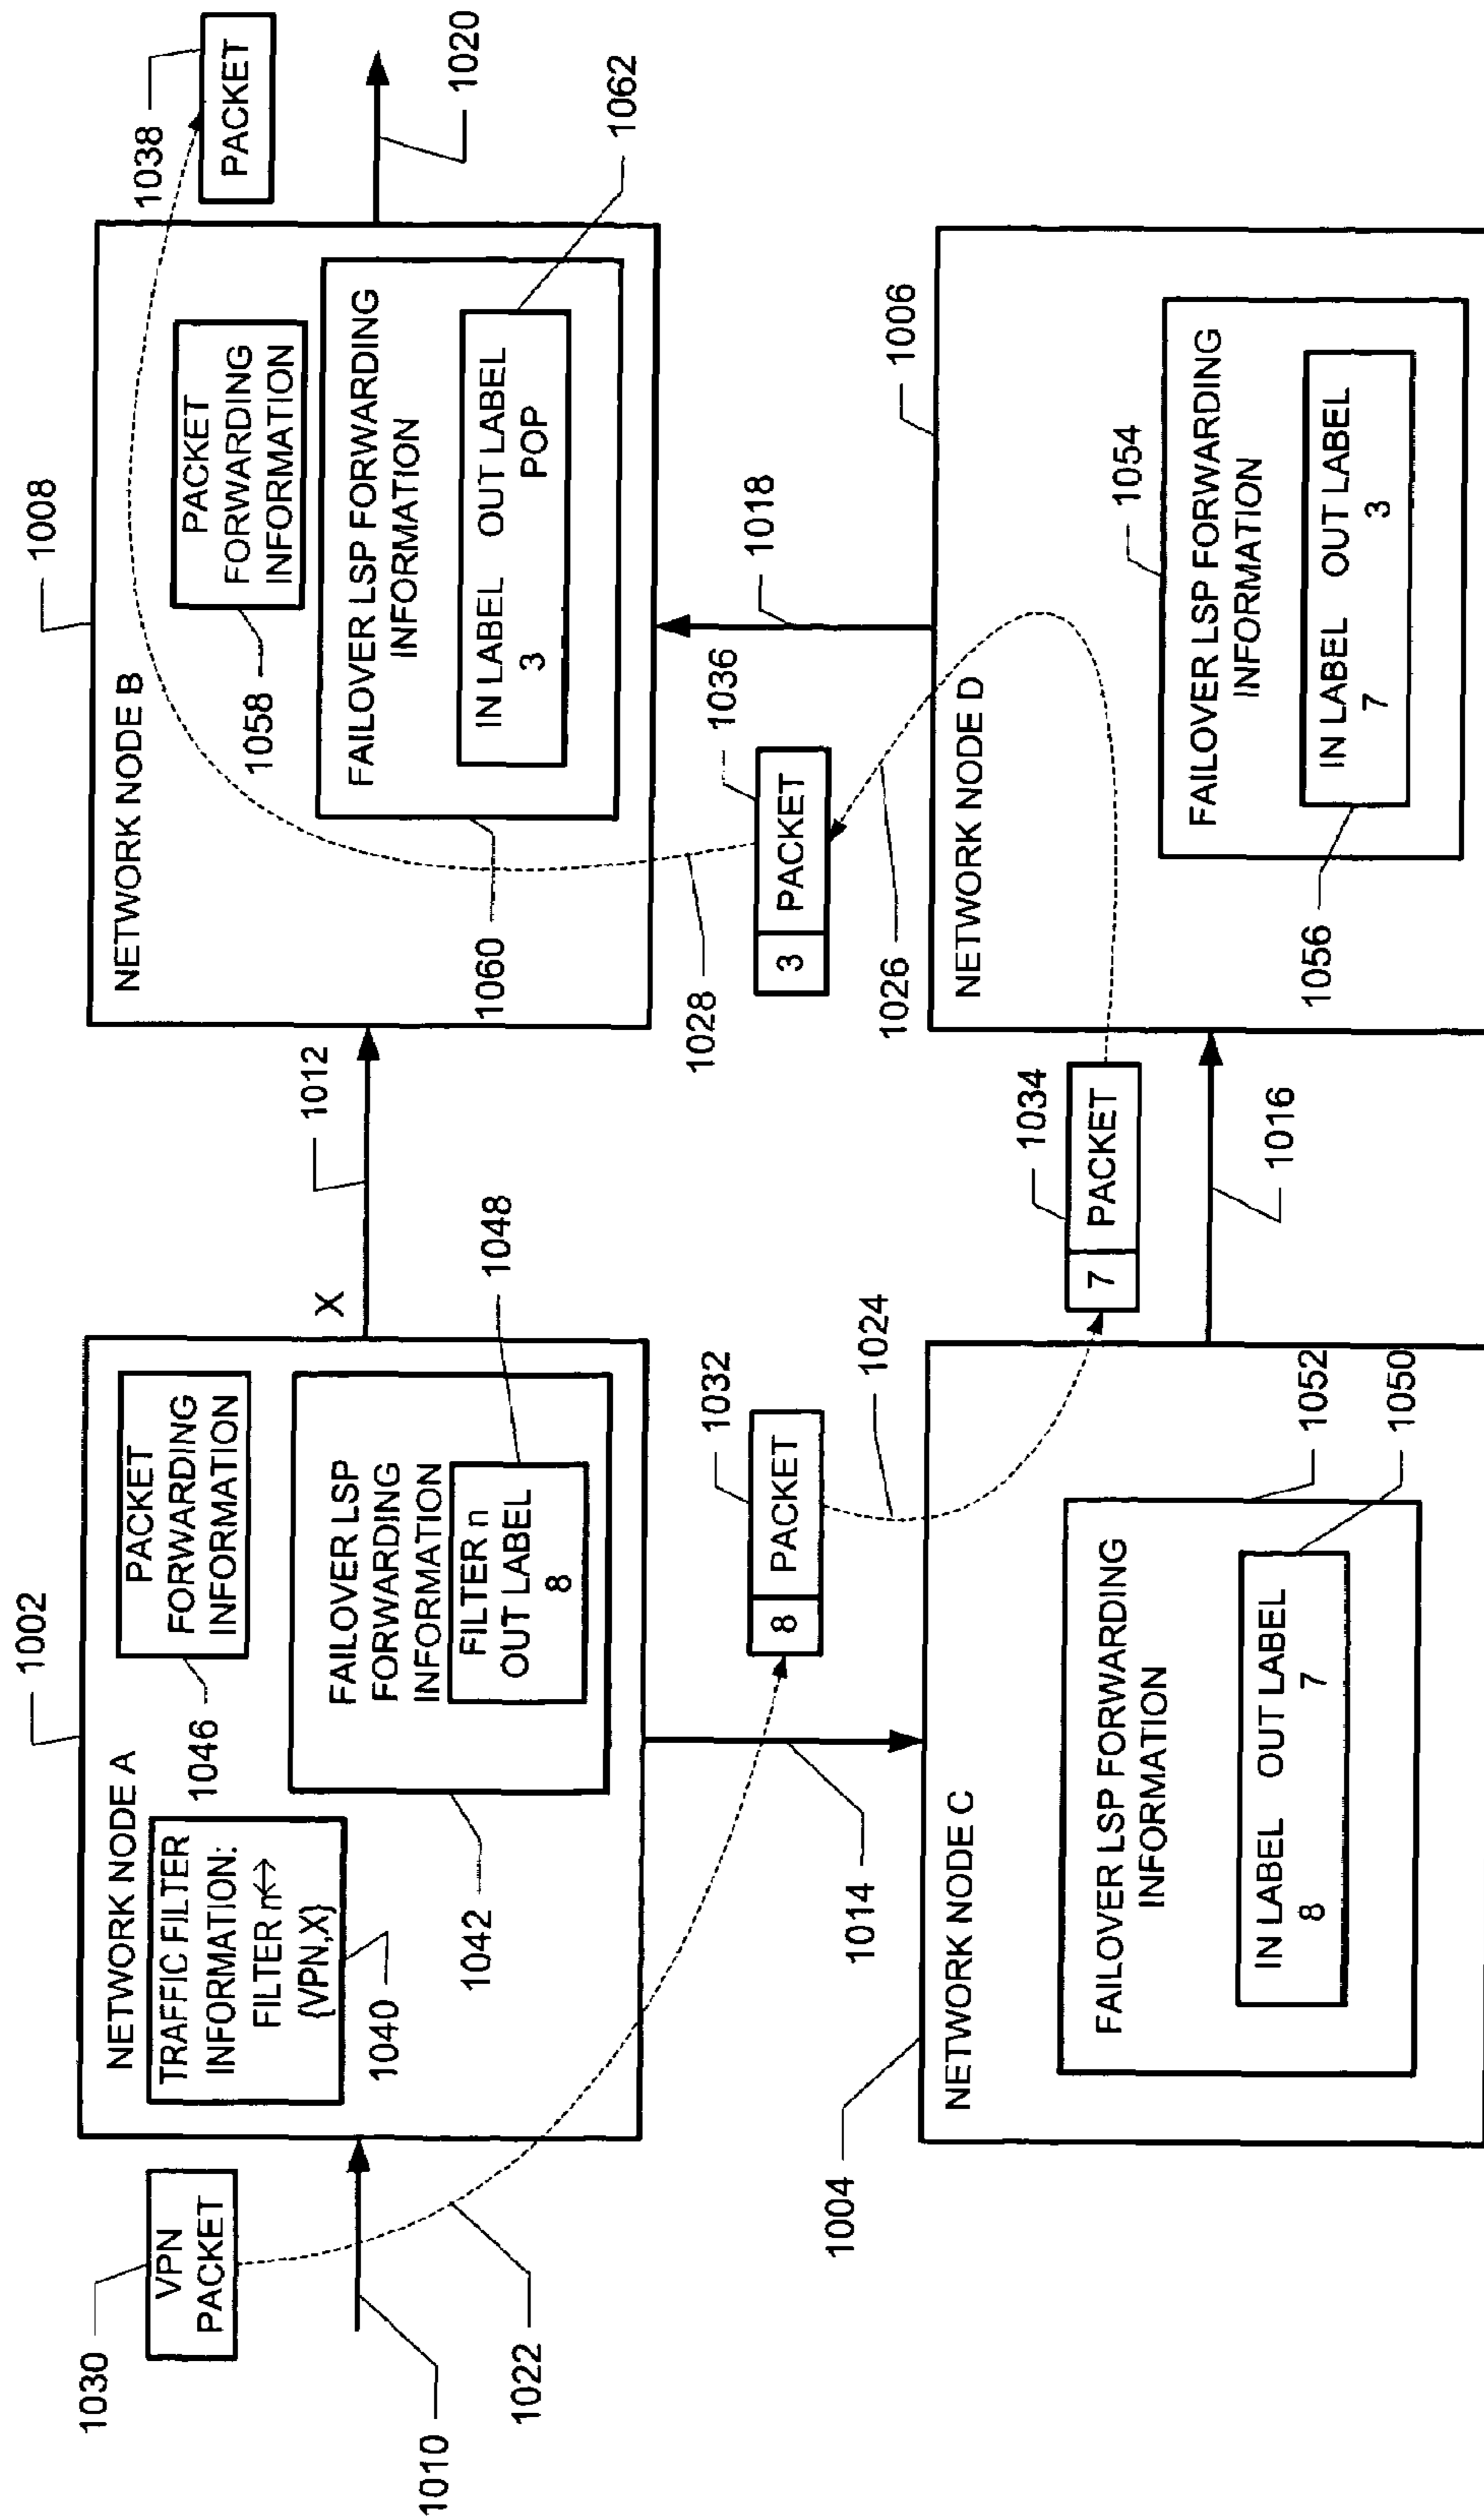 1030
VPN
PACKET
1010
1022
1002
NETWORK NODE A
TRAFFIC FILTER
INFORMATION:
FILTER n↔
{VPN,X}
1040
1046
PACKET
FORWARDING
INFORMATION
1042
FAILOVER LSP
FORWARDING
INFORMATION
FILTER n
OUT LABEL
8
1048
X
1012
1008
NETWORK NODE B
1058
PACKET
FORWARDING
INFORMATION
1060
FAILOVER LSP FORWARDING
INFORMATION
IN LABEL OUT LABEL
3 POP
1062
1038
PACKET
1020
1014
1032
8 PACKET
1024
1028
1036
3 PACKET
1026
1018
1004
NETWORK NODE C
FAILOVER LSP FORWARDING
INFORMATION
IN LABEL OUT LABEL
8 7
1052
1050
1034
7 PACKET
1016
1006
NETWORK NODE D
1054
FAILOVER LSP FORWARDING
INFORMATION
IN LABEL OUT LABEL
7 3
1056